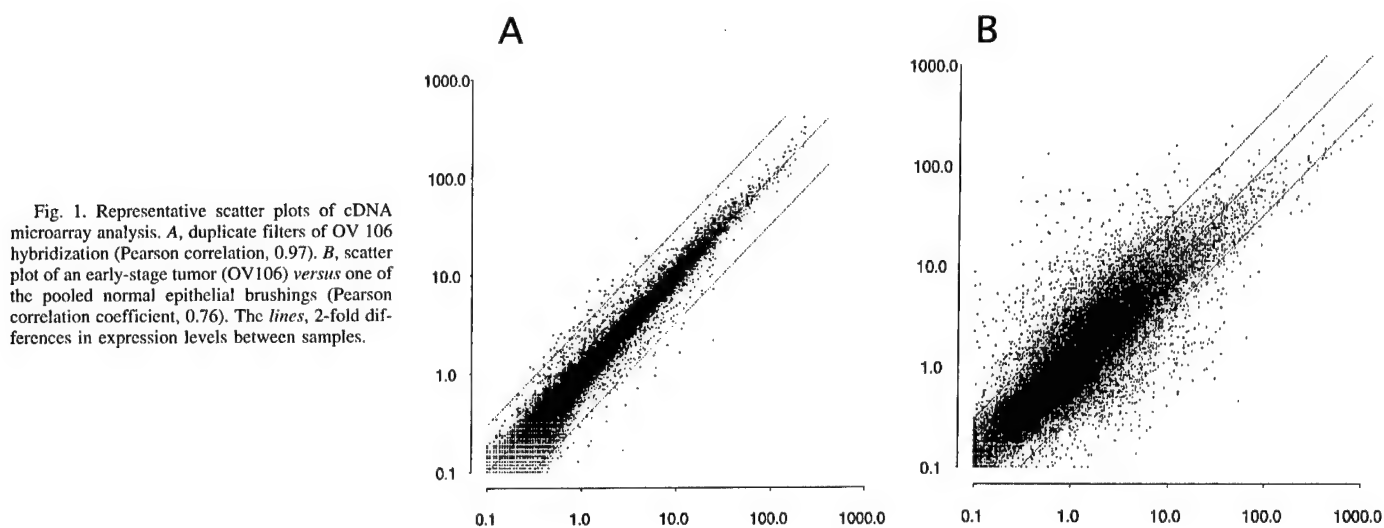 Fig. 1. Representative scatter plots of cDNA
microarray analysis. A, duplicate filters of OV 106
hybridization (Pearson correlation, 0.97). B, scatter
plot of an early-stage tumor (OV106) versus one of
the pooled normal epithelial brushings (Pearson
correlation coefficient, 0.76). The lines, 2-fold dif-
ferences in expression levels between samples.
A
1000.0
100.0
10.0
1.0
0.1
0.1 1.0 10.0 100.0 1000.0
B
1000.0
100.0
10.0
1.0
0.1
0.1 1.0 10.0 100.0 1000.0